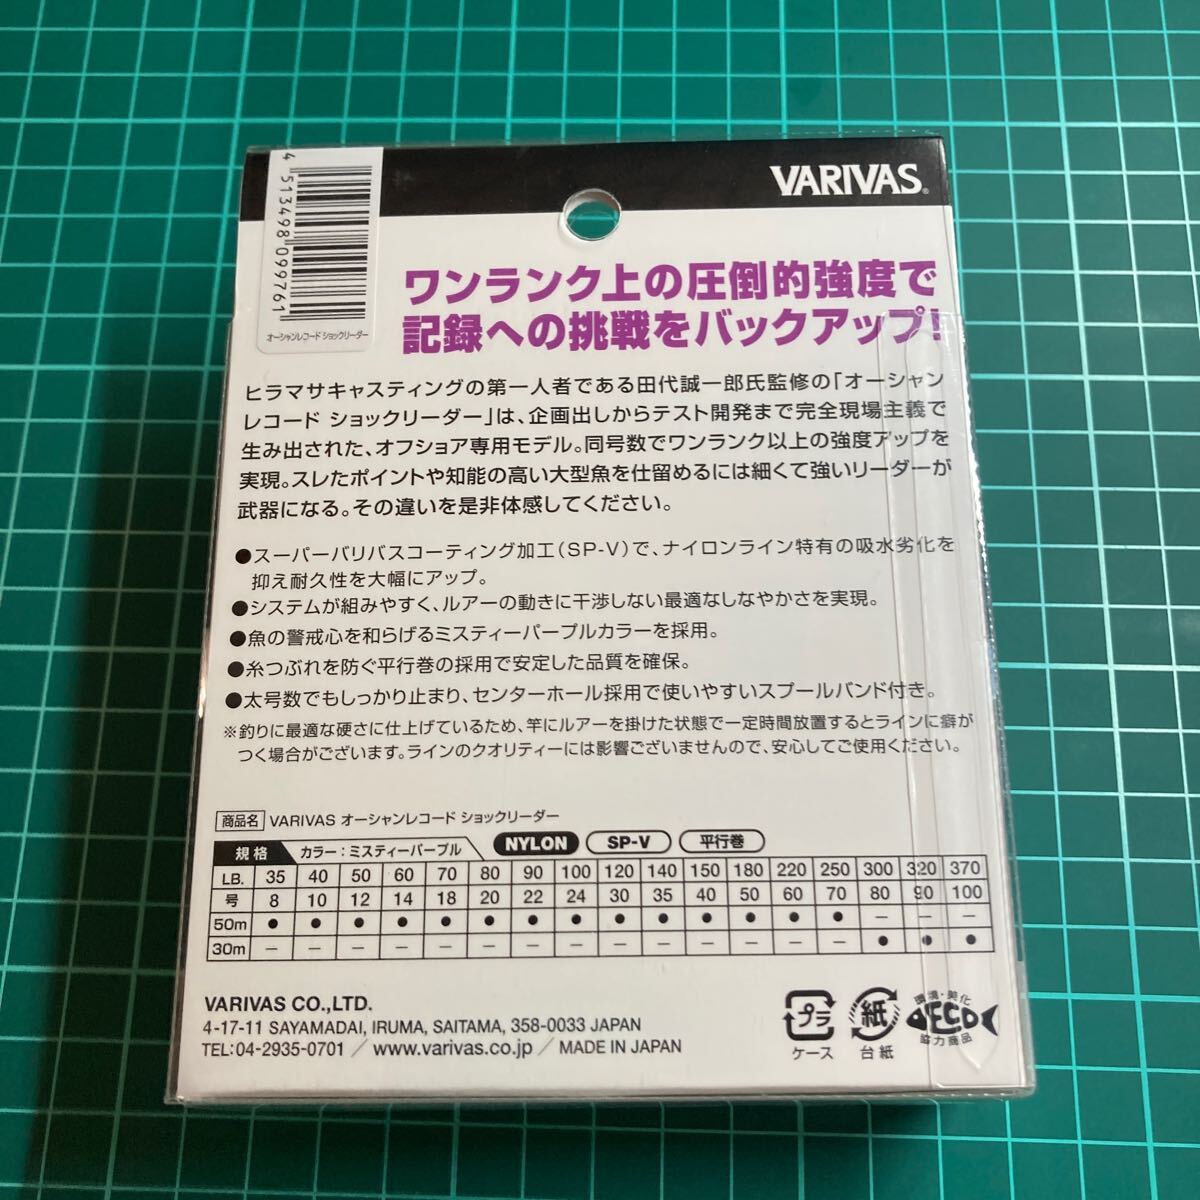 VARIVAS®
4 513498 099761
オーシャンレコード ショックリーダー
ワンランク上の圧倒的強度で
記録への挑戦をバックアップ!
ヒラマサキャスティングの第一人者である田代誠一郎氏監修の「オーシャン
レコード ショックリーダー」は、企画出しからテスト開発まで完全現場主義で
生み出された、オフショア専用モデル。同号数でワンランク以上の強度アップを
実現。スレたポイントや知能の高い大型魚を仕留めるには細くて強いリーダーが
武器になる。その違いを是非体感してください。
●スーパーバリバスコーティング加工(SP-V)で、ナイロンライン特有の吸水劣化を
抑え耐久性を大幅にアップ。
●システムが組みやすく、ルアーの動きに干渉しない最適なしなやかさを実現。
●魚の警戒心を和らげるミスティーパープルカラーを採用。
●糸つぶれを防ぐ平行巻の採用で安定した品質を確保。
●太号数でもしっかり止まり、センターホール採用で使いやすいスプールバンド付き。
※釣りに最適な硬さに仕上げているため、竿にルアーを掛けた状態で一定時間放置するとラインに癖が
つく場合がございます。ラインのクオリティーには影響ございませんので、安心してご使用ください。
商品名 VARIVAS オーシャンレコード ショックリーダー
規格 カラー:ミスティーパープル NYLON SP-V 平行巻
LB. 35 40 50 60 70 80 90 100 120 140 150 180 220 250 300 320 370
号 8 10 12 14 18 20 22 24 30 35 40 50 60 70 80 90 100
50m ● ● ● ● ● ● ● ● ● ● ● ● ● ● — — —
30m — — — — — — — — — — — — — — ● ● ●
VARIVAS CO.,LTD.
4-17-11 SAYAMADAI, IRUMA, SAITAMA, 358-0033 JAPAN
TEL:04-2935-0701 / www.varivas.co.jp / MADE IN JAPAN
プラ
ケース
紙
台紙
環境・美化
ECO
協力商品